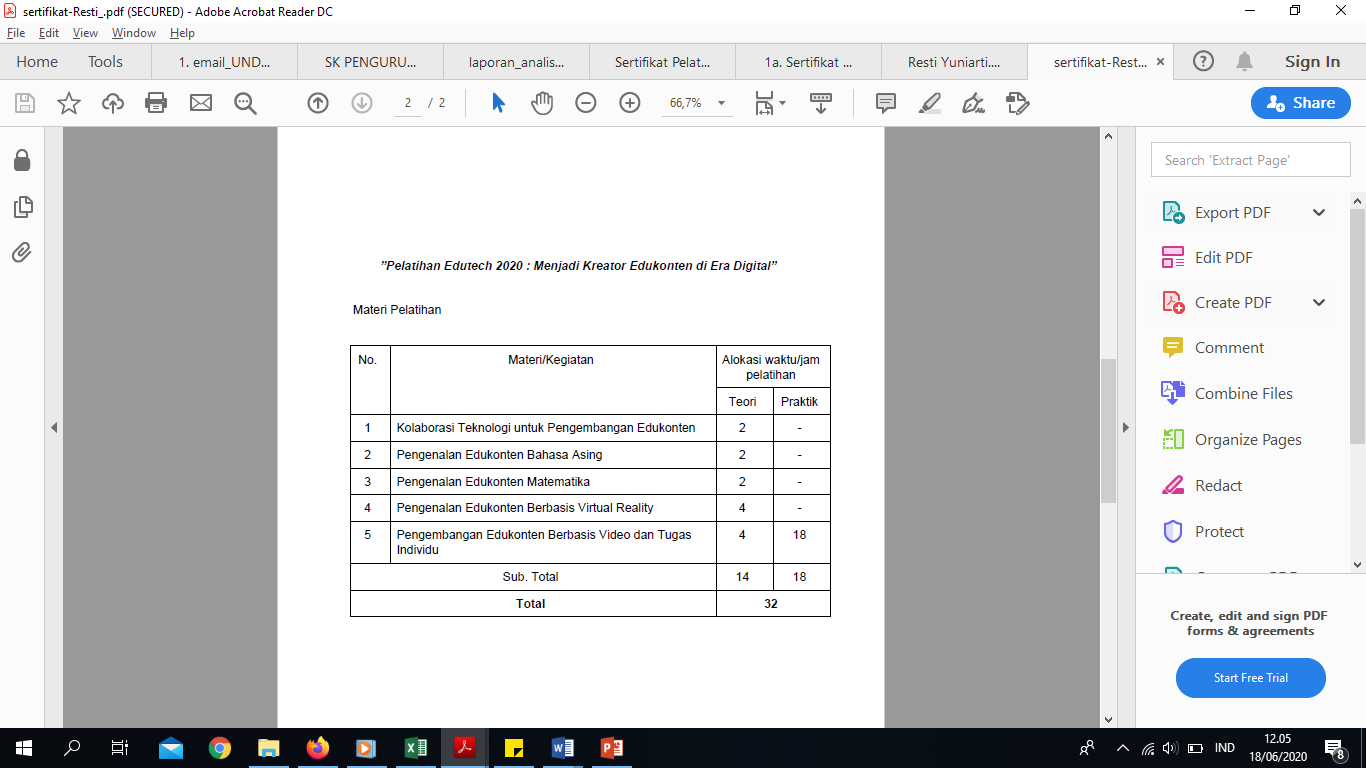 sertifikat-Resti_.pdf (SECURED) - Adobe Acrobat Reader DC
File Edit View Window Help
Home Tools 1. email_UND... SK PENGURU... laporan_analis... Sertifikat Pelat... 1a. Sertifikat ... Resti Yuniarti.... sertifikat-Rest... Sign In
2 / 2 66,7% Share
Search 'Extract Page'
Export PDF
Edit PDF
Create PDF
Comment
Combine Files
Organize Pages
Redact
Protect
Create, edit and sign PDF
forms & agreements
Start Free Trial
"Pelatihan Edutech 2020 : Menjadi Kreator Edukonten di Era Digital"
Materi Pelatihan
No. Materi/Kegiatan Alokasi waktu/jam
pelatihan
Teori Praktik
1 Kolaborasi Teknologi untuk Pengembangan Edukonten 2 -
2 Pengenalan Edukonten Bahasa Asing 2 -
3 Pengenalan Edukonten Matematika 2 -
4 Pengenalan Edukonten Berbasis Virtual Reality 4 -
5 Pengembangan Edukonten Berbasis Video dan Tugas 4 18
Individu
Sub. Total 14 18
Total 32
IND 12.05
18/06/2020 8